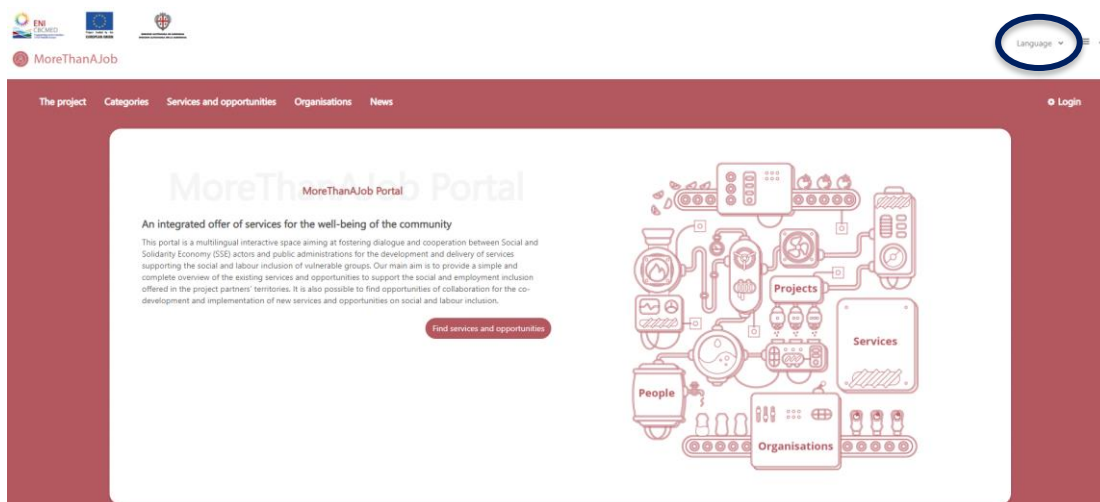 ENI
CBCMED
EUROPEAN UNION
MoreThanAJob
Language
The project Categories Services and opportunities Organisations News Login
MoreThanAJob Portal
MoreThanAJob Portal
An integrated offer of services for the well-being of the community
This portal is a multilingual interactive space aiming at fostering dialogue and cooperation between Social and
Solidarity Economy (SSE) actors and public administrations for the development and delivery of services
supporting the social and labour inclusion of vulnerable groups. Our main aim is to provide a simple and
complete overview of the existing services and opportunities to support the social and employment inclusion
offered in the project partners' territories. It is also possible to find opportunities of collaboration for the co-
development and implementation of new services and opportunities on social and labour inclusion.
Find services and opportunities
Projects
Services
People
Organisations